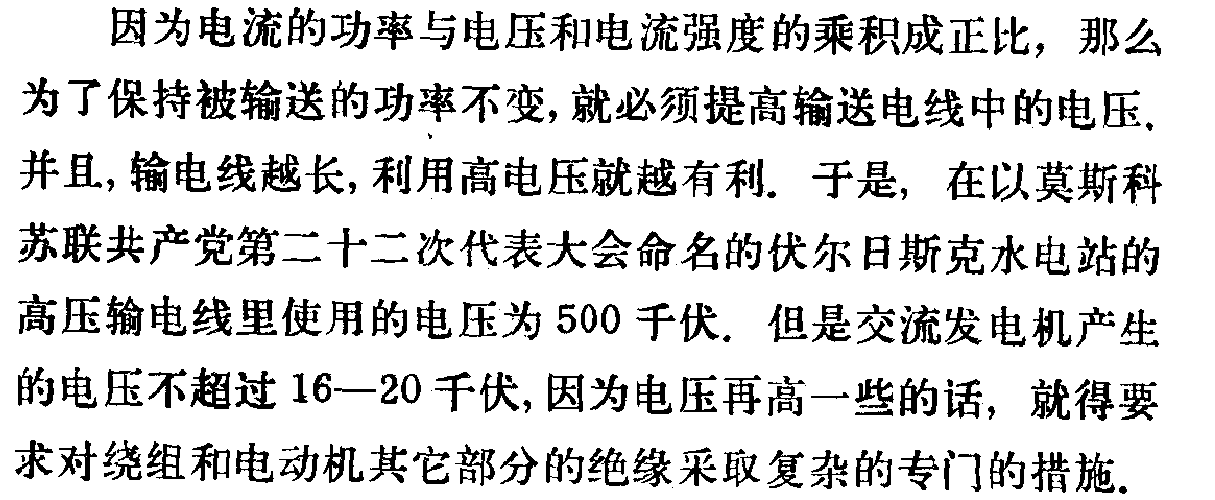 因为电流的功率与电压和电流强度的乘积成正比，那么
为了保持被输送的功率不变，就必须提高输送电线中的电压．
并且，输电线越长，利用高电压就越有利．于是，在以莫斯科
苏联共产党第二十二次代表大会命名的伏尔日斯克水电站的
高压输电线里使用的电压为 500 千伏．但是交流发电机产生
的电压不超过 16—20 千伏，因为电压再高一些的话，就得要
求对绕组和电动机其它部分的绝缘采取复杂的专门的措施．